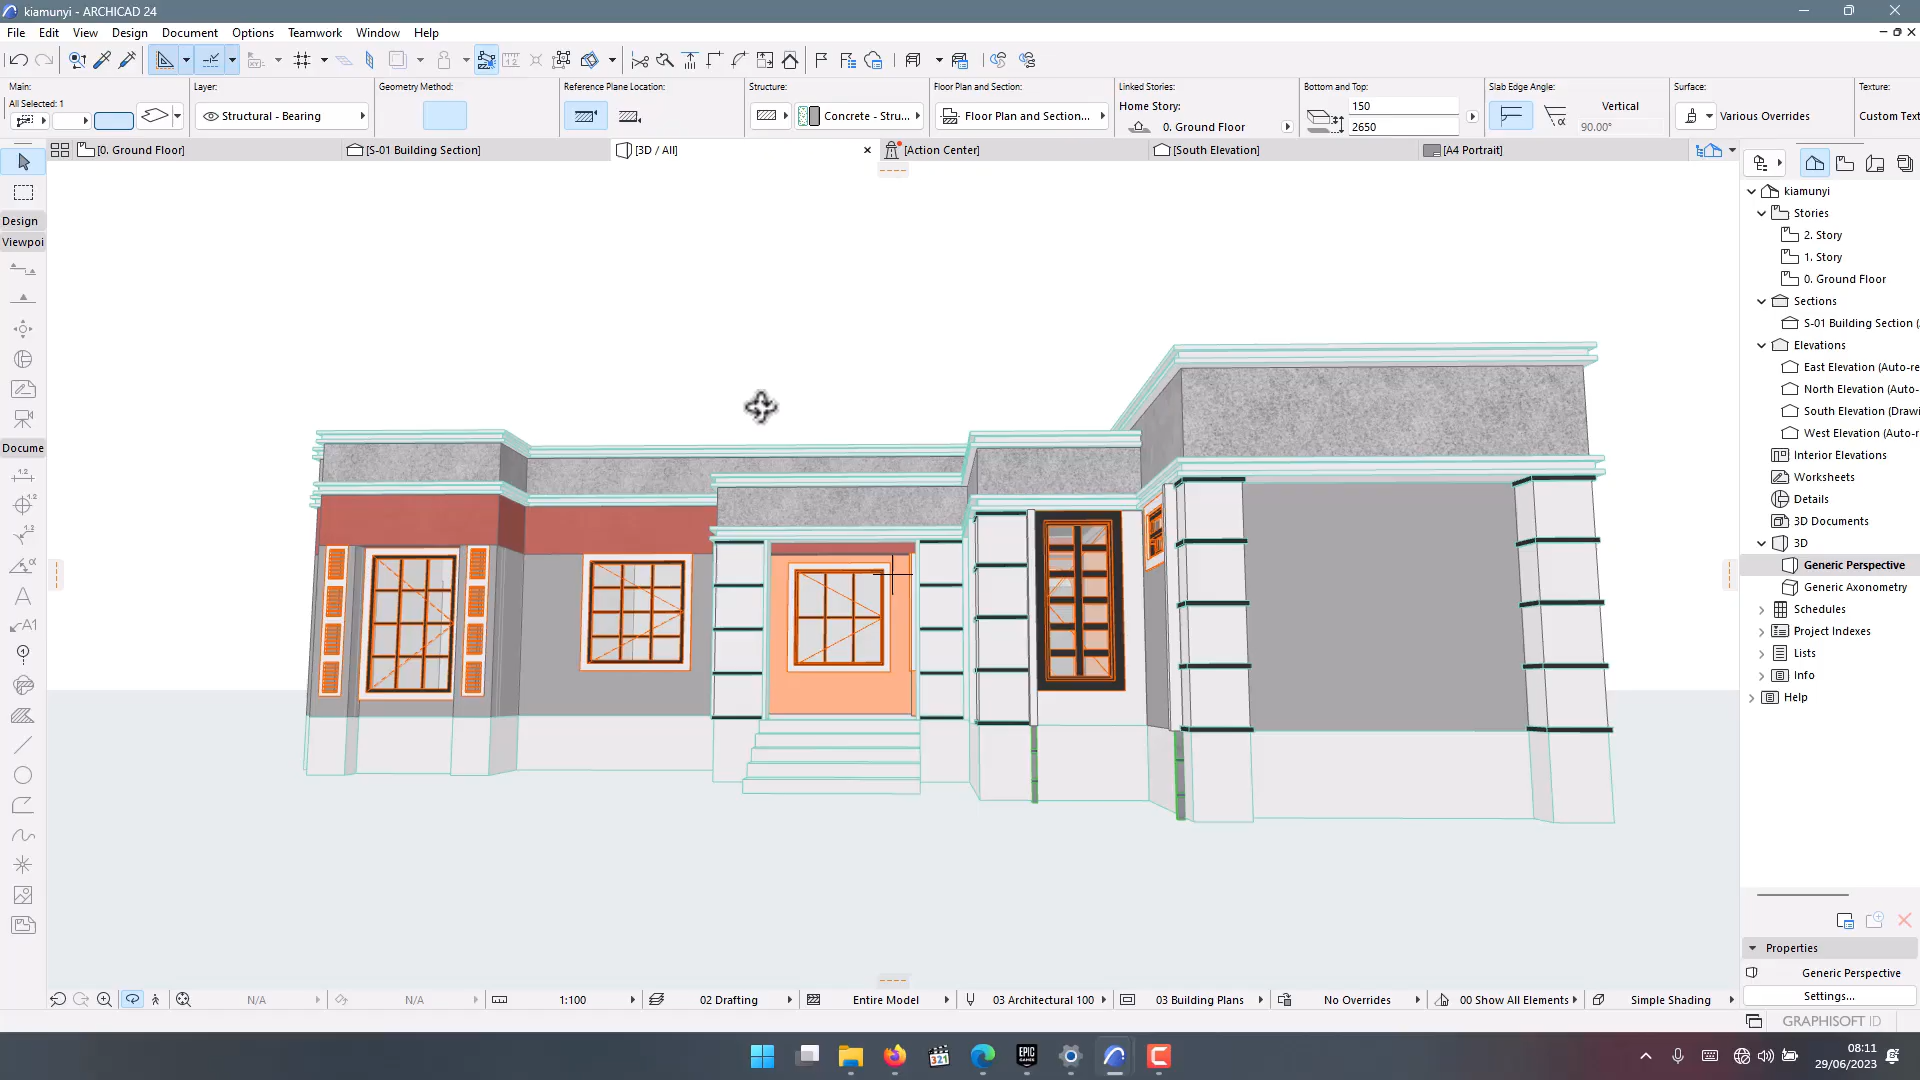 kiamunyi - ARCHICAD 24
File Edit View Design Document Options Teamwork Window Help
Main: Layer: Geometry Method: Reference Plane Location: Structure: Floor Plan and Section: Linked Stories: Bottom and Top: Slab Edge Angle: Surface: Texture:
All Selected: 1
Structural - Bearing
Concrete - Stru...
Floor Plan and Section...
Home Story:
0. Ground Floor
150
2650
Vertical
90.00°
Various Overrides
Custom Text
[0. Ground Floor] [S-01 Building Section] [3D / All] [Action Center] [South Elevation] [A4 Portrait]
Design
Viewpoi
Docume
kiamunyi
Stories
2. Story
1. Story
0. Ground Floor
Sections
S-01 Building Section (
Elevations
East Elevation (Auto-re
North Elevation (Auto-
South Elevation (Drawi
West Elevation (Auto-r
Interior Elevations
Worksheets
Details
3D Documents
3D
Generic Perspective
Generic Axonometry
Schedules
Project Indexes
Lists
Info
Help
Properties
Generic Perspective
Settings...
N/A N/A 1:100 02 Drafting Entire Model 03 Architectural 100 03 Building Plans No Overrides 00 Show All Elements Simple Shading
GRAPHISOFT ID
321
EPIC
GAMES
08:11
29/06/2023